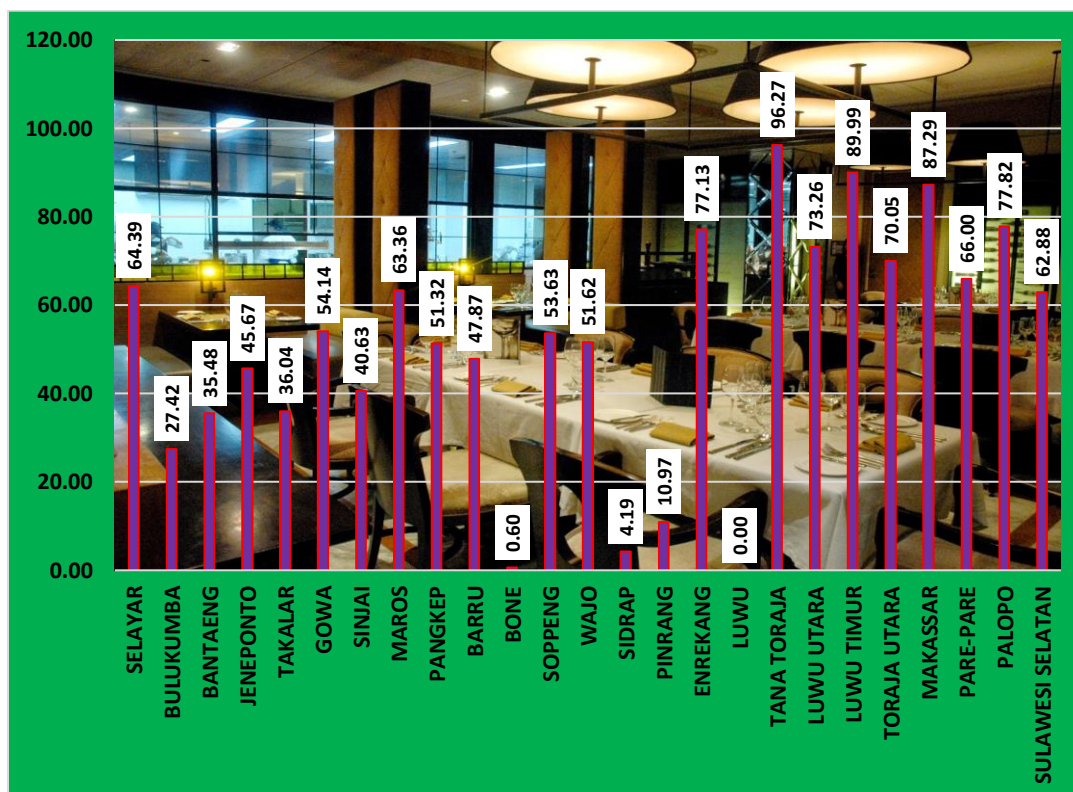 120.00
100.00
80.00
60.00
40.00
20.00
0.00
64.39
27.42
35.48
45.67
36.04
54.14
40.63
63.36
51.32
47.87
0.60
53.63
51.62
4.19
10.97
77.13
0.00
96.27
73.26
89.99
70.05
87.29
66.00
77.82
62.88
SELAYAR
BULUKUMBA
BANTAENG
JENEPONTO
TAKALAR
GOWA
SINJAI
MAROS
PANGKEP
BARRU
BONE
SOPPENG
WAJO
SIDRAP
PINRANG
ENREKANG
LUWU
TANA TORAJA
LUWU UTARA
LUWU TIMUR
TORAJA UTARA
MAKASSAR
PARE-PARE
PALOPO
SULAWESI SELATAN